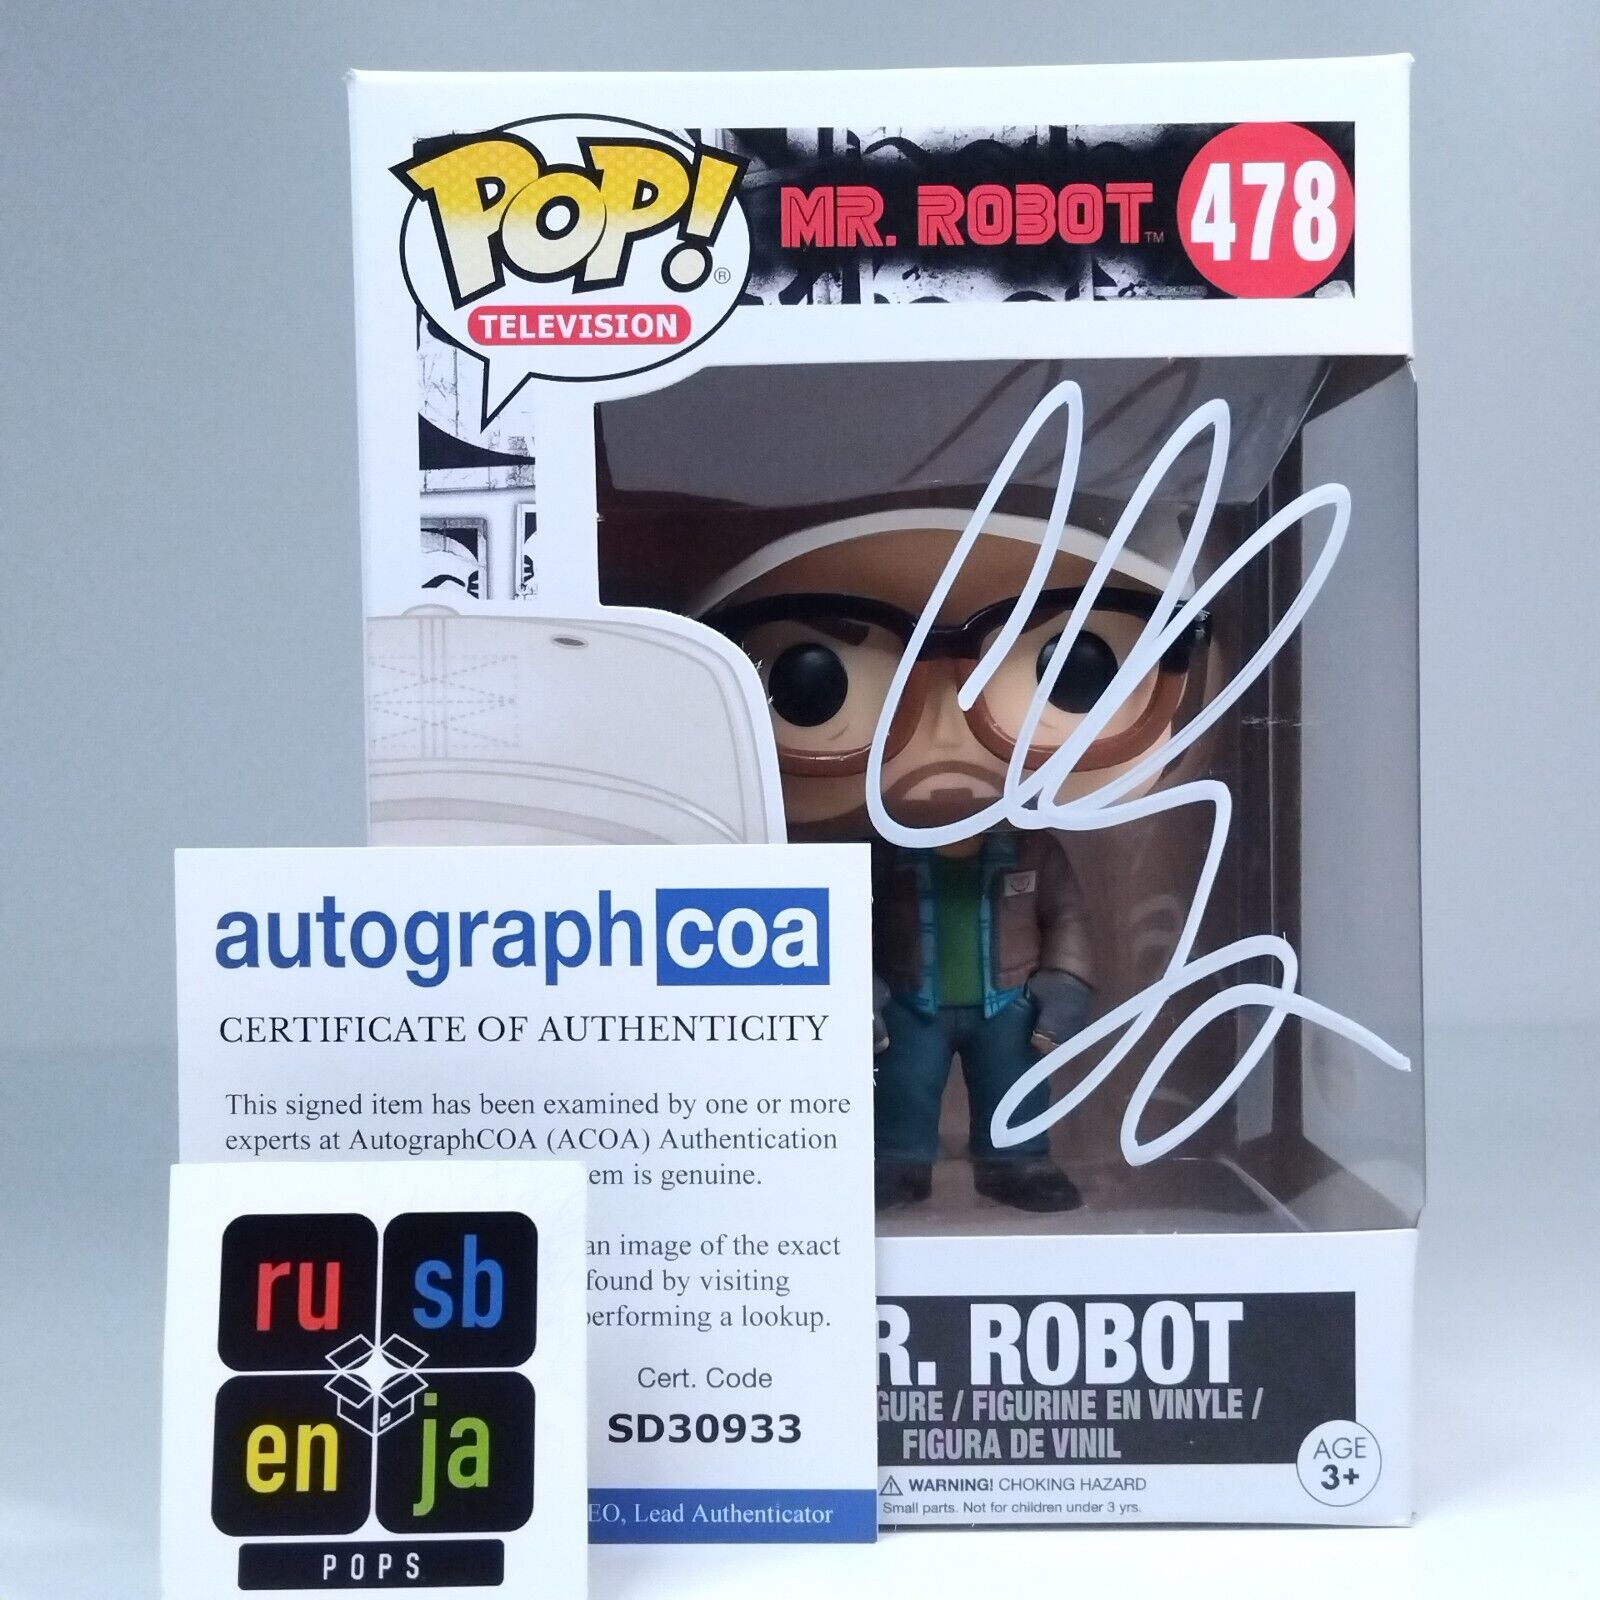 POP!®
TELEVISION
MR. ROBOT™
478
autograph coa
CERTIFICATE OF AUTHENTICITY
This signed item has been examined by one or more
experts at AutographCOA (ACOA) Authentication
em is genuine.
an image of the exact
found by visiting
performing a lookup.
Cert. Code
SD30933
EO, Lead Authenticator
ru sb
en ja
POPS
R. ROBOT
GURE / FIGURINE EN VINYLE /
FIGURA DE VINIL
WARNING! CHOKING HAZARD
Small parts. Not for children under 3 yrs.
AGE
3+